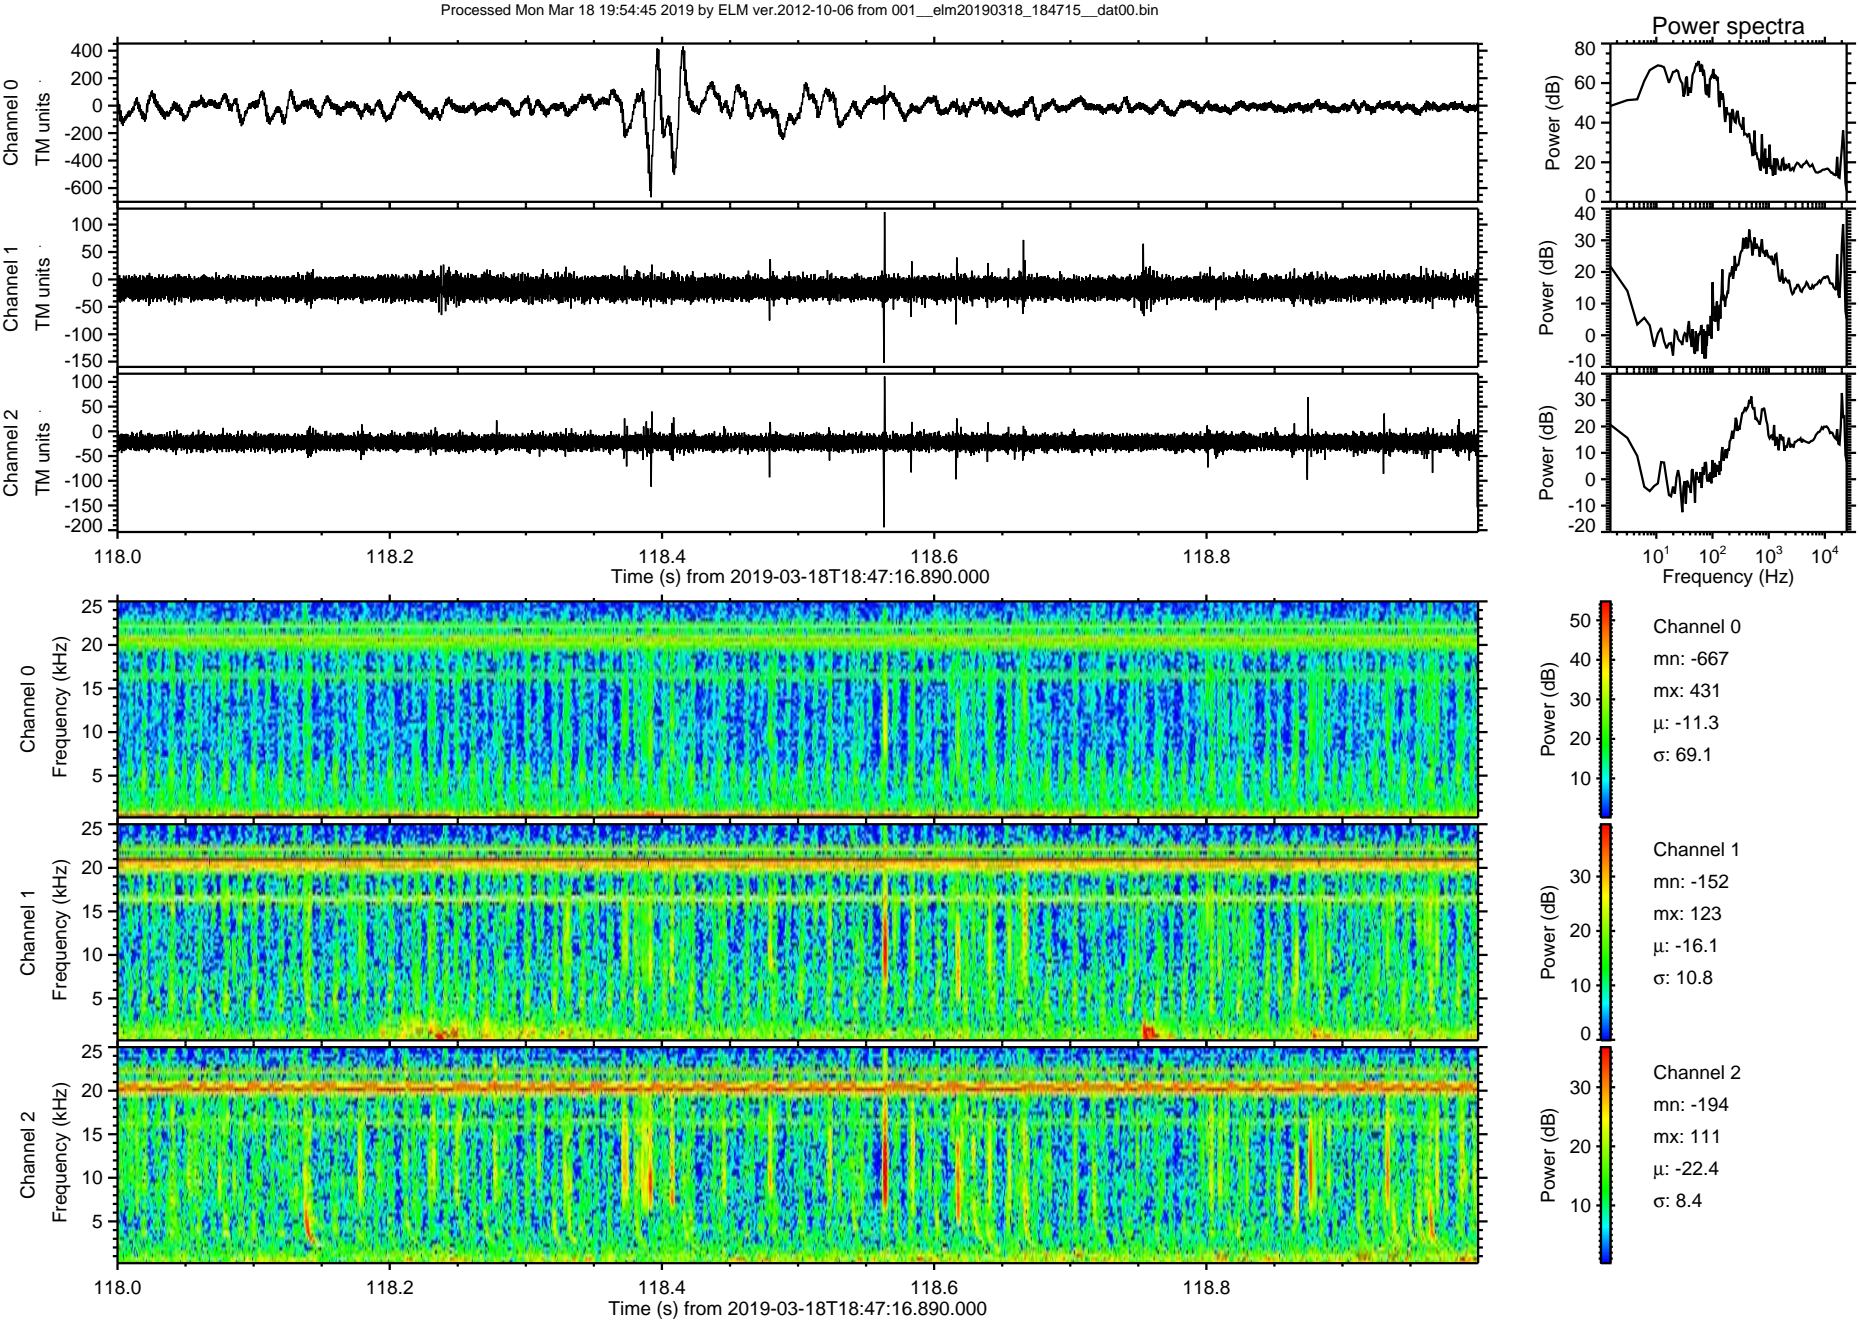 Processed Mon Mar 18 19:54:45 2019 by ELM ver.2012-10-06 from 001__elm20190318_184715__dat00.bin
Power spectra
Channel 0
TM units
400
200
0
-200
-400
-600
Power (dB)
80
60
40
20
0
Channel 1
TM units
100
50
0
-50
-100
-150
Power (dB)
40
30
20
10
0
-10
Channel 2
TM units
100
50
0
-50
-100
-150
-200
Power (dB)
40
30
20
10
0
-10
-20
118.0 118.2 118.4 118.6 118.8
Time (s) from 2019-03-18T18:47:16.890.000
10¹ 10² 10³ 10⁴
Frequency (Hz)
Channel 0
Frequency (kHz)
25
20
15
10
5
Power (dB)
50
40
30
20
10
Channel 0
mn: -667
mx: 431
µ: -11.3
σ: 69.1
Channel 1
Frequency (kHz)
25
20
15
10
5
Power (dB)
30
20
10
0
Channel 1
mn: -152
mx: 123
µ: -16.1
σ: 10.8
Channel 2
Frequency (kHz)
25
20
15
10
5
Power (dB)
30
20
10
Channel 2
mn: -194
mx: 111
µ: -22.4
σ: 8.4
118.0 118.2 118.4 118.6 118.8
Time (s) from 2019-03-18T18:47:16.890.000